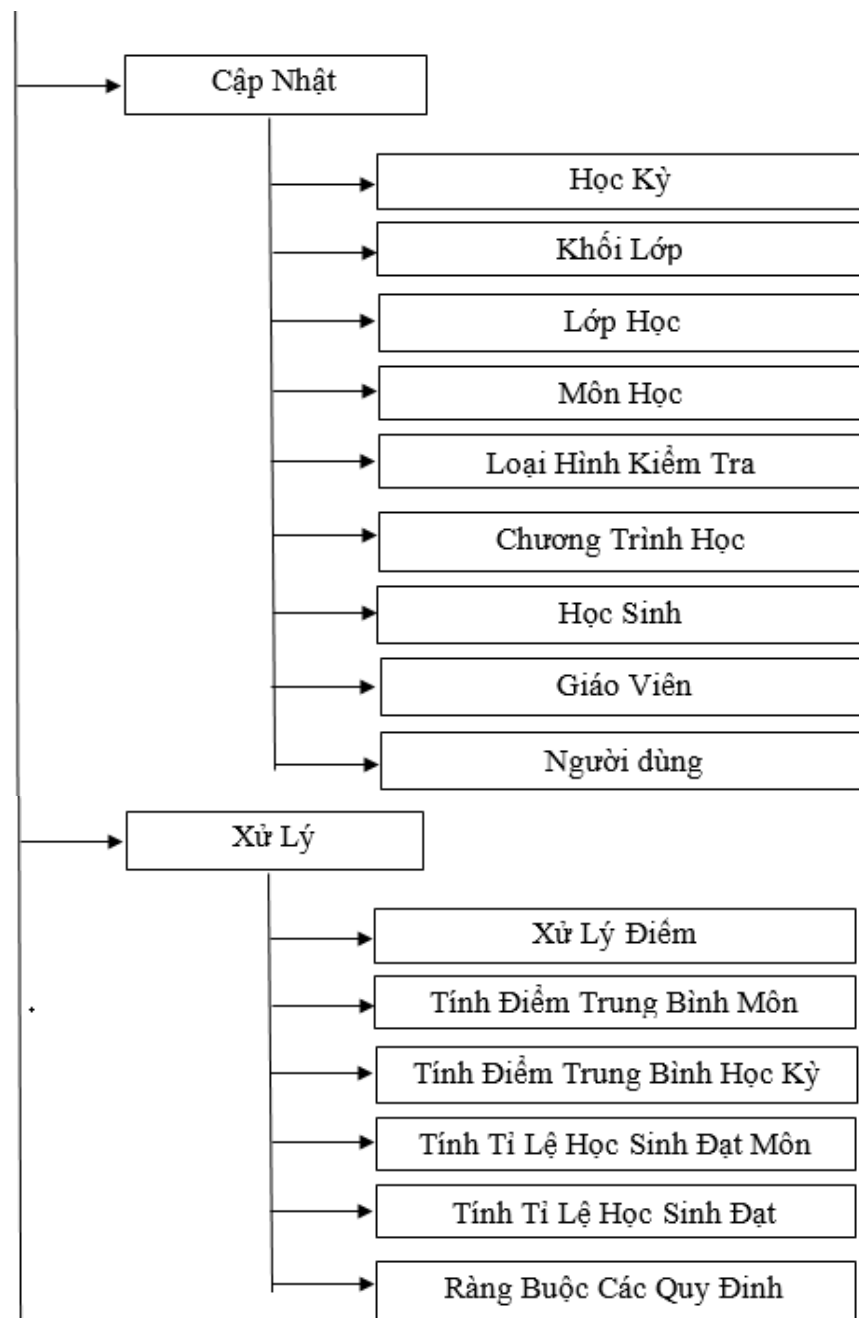 Cập Nhật
Học Kỳ
Khối Lớp
Lớp Học
Môn Học
Loại Hình Kiểm Tra
Chương Trình Học
Học Sinh
Giáo Viên
Người dùng
Xử Lý
Xử Lý Điểm
Tính Điểm Trung Bình Môn
Tính Điểm Trung Bình Học Kỳ
Tính Tỉ Lệ Học Sinh Đạt Môn
Tính Tỉ Lệ Học Sinh Đạt
Ràng Buộc Các Quy Đinh